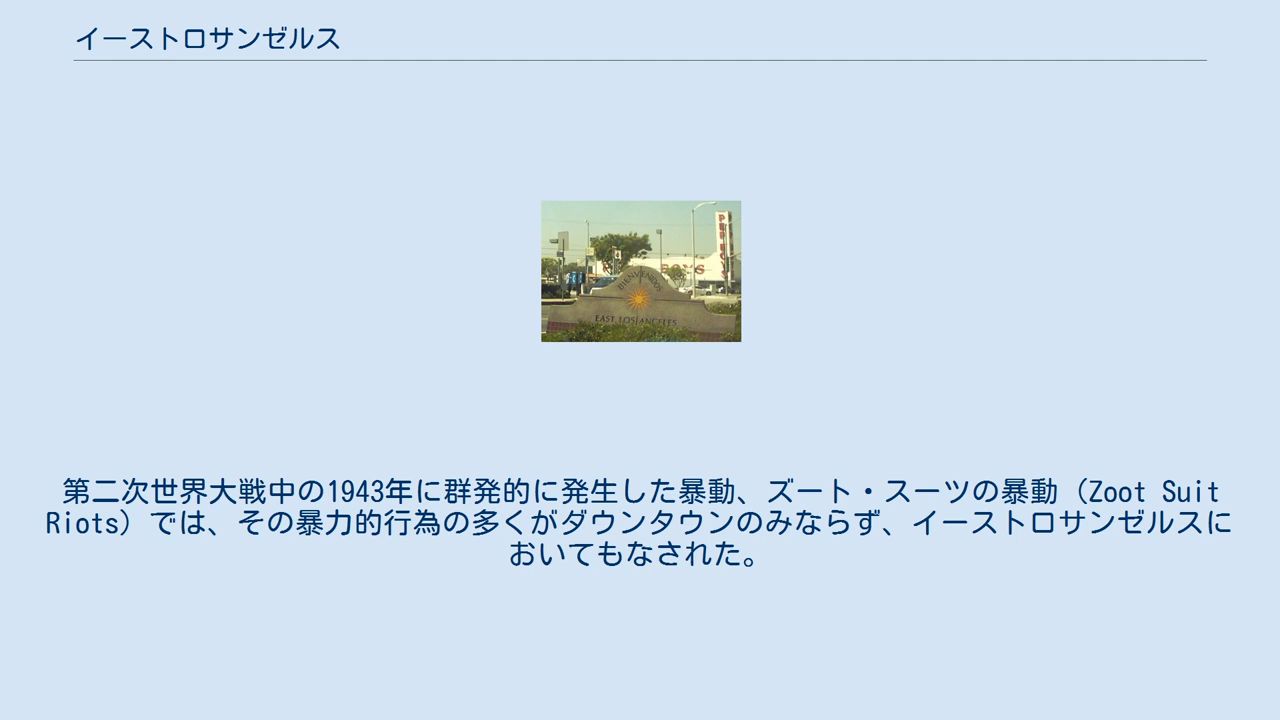 イーストロサンゼルス
BOYS
BIENVENIDOS
EAST LOS ANGELES
第二次世界大戦中の1943年に群発的に発生した暴動、ズート・スーツの暴動（Zoot Suit
Riots）では、その暴力的行為の多くがダウンタウンのみならず、イーストロサンゼルスに
おいてもなされた。